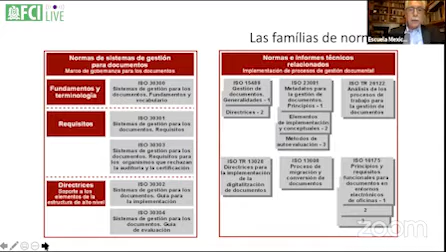 FCI
LIVE
Las famílias de nor
Escuela Mexic
Normas de sistemas de gestión
para documentos
Marco de gobernanza para los documentos
Fundamentos y
terminología
ISO 30300
Sistemas de gestión para los
documentos. Fundamentos y
vocabulario
Requisitos
ISO 30301
Sistemas de gestión para los
documentos. Requisitos
ISO 30303
Sistemas de gestión para los
documentos. Requisitos para
los organismos que
la auditoría y la certificación
Directrices
Soporte a los
elementos de la
estructura de alto nivel
ISO 30302
Sistemas de gestión para los
documentos. Guía para
la implementación
ISO 30304
Sistemas de gestión para los
documentos. Guía
de evaluación
Normas e informes técnicos
relacionados
Implementación de procesos de gestión documental
ISO 15489
Gestión de
documentos.
Generalidades - 1
Directrices - 2
ISO 23081
Metadatos para
la gestión de
documentos.
Principios - 1
Elementos
de implementación
y conceptuales - 2
Métodos de
autoevaluación - 3
ISO TR 26122
Análisis de los
procesos de
trabajo para
la gestión de
documentos
ISO TR 13028
Directrices para
la implementación
de la
digitalización de
documentos
ISO 13008
Proceso de
migración y
conversión de
documentos
ISO 16175
Principios y
requisitos
funcionales para
documentos en
entornos
electrónicos
de oficinas - 1
2
zoom